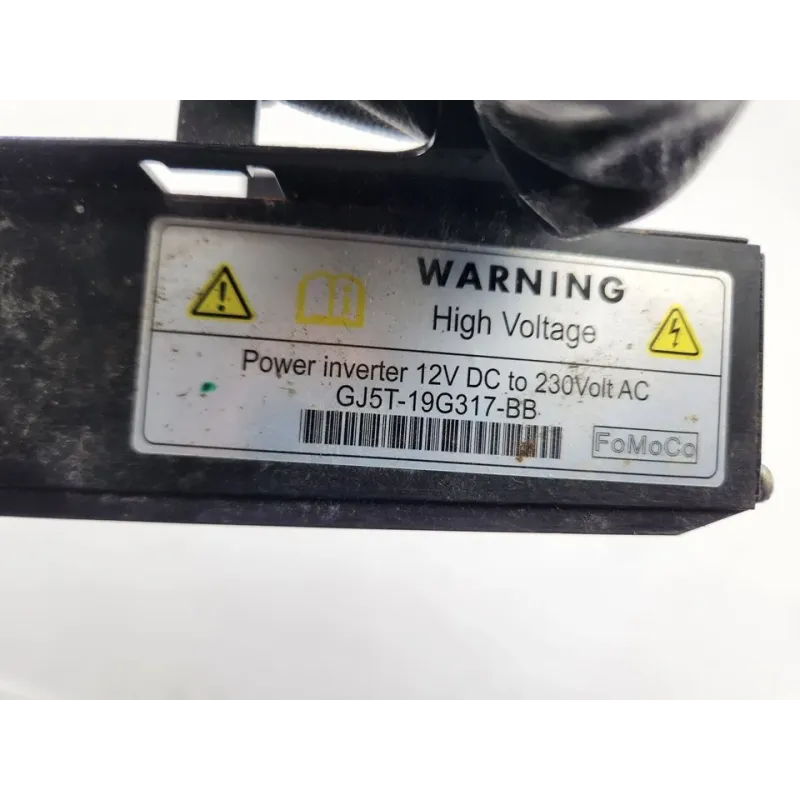 WARNING
High Voltage
Power inverter 12V DC to 230Volt AC
GJ5T-19G317-BB
FoMoCo